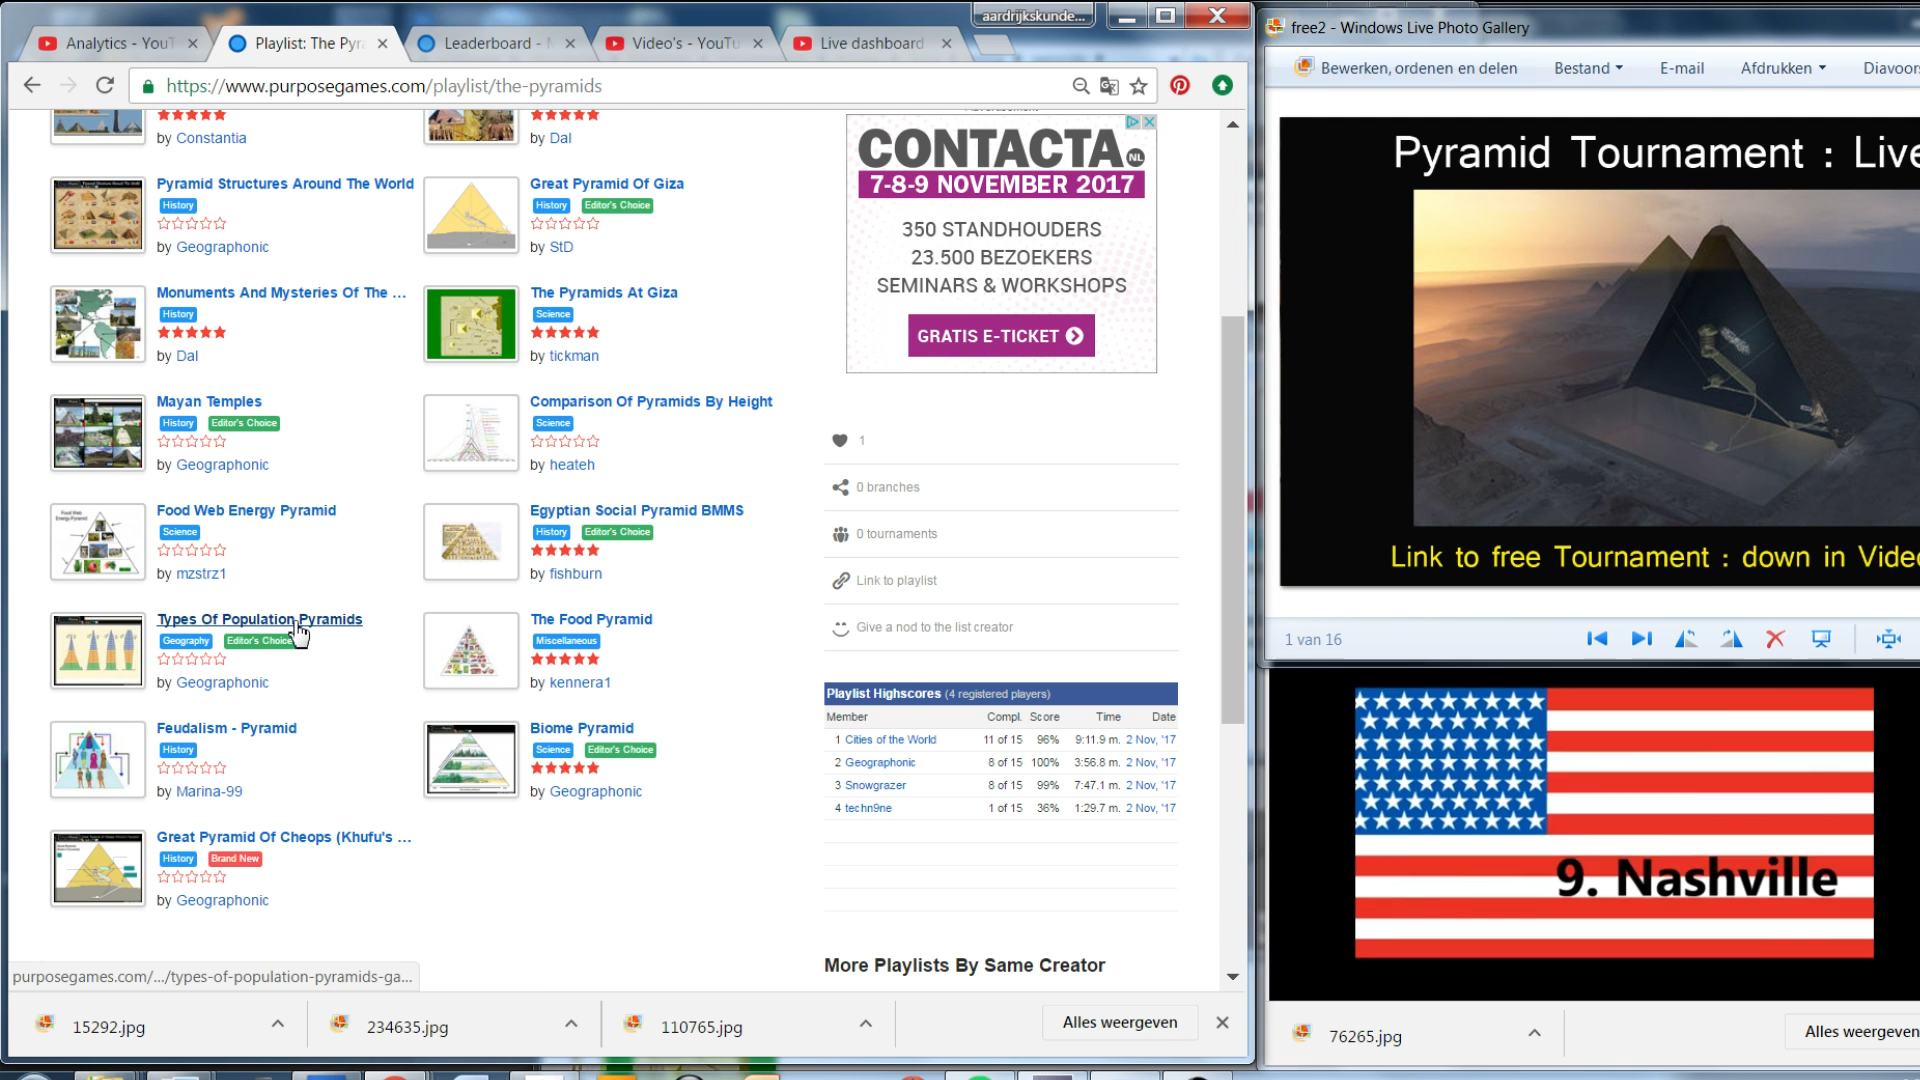 aardrijkskunde...
Analytics - YouT
Playlist: The Pyra
Leaderboard -
Video's - YouTu
Live dashboard
https://www.purposegames.com/playlist/the-pyramids
by Constantia
by Dal
Pyramid Structures Around The World
History
by Geographonic
Great Pyramid Of Giza
History Editor's Choice
by StD
Monuments And Mysteries Of The ...
History
by Dal
The Pyramids At Giza
Science
by tickman
Mayan Temples
History Editor's Choice
by Geographonic
Comparison Of Pyramids By Height
Science
by heateh
Food Web Energy Pyramid
Science
by mzstrz1
Egyptian Social Pyramid BMMS
History Editor's Choice
by fishburn
Types Of Population Pyramids
Geography Editor's Choice
by Geographonic
The Food Pyramid
Miscellaneous
by kennera1
Feudalism - Pyramid
History
by Marina-99
Biome Pyramid
Science Editor's Choice
by Geographonic
Great Pyramid Of Cheops (Khufu's ...
History Brand New
by Geographonic
CONTACTA.NL
7-8-9 NOVEMBER 2017
350 STANDHOUDERS
23.500 BEZOEKERS
SEMINARS & WORKSHOPS
GRATIS E-TICKET
1
0 branches
0 tournaments
Link to playlist
Give a nod to the list creator
Playlist Highscores (4 registered players)
Member Compl. Score Time Date
1 Cities of the World 11 of 15 96% 9:11.9 m. 2 Nov, '17
2 Geographonic 8 of 15 100% 3:56.8 m. 2 Nov, '17
3 Snowgrazer 8 of 15 99% 7:47.1 m. 2 Nov, '17
4 techn9ne 1 of 15 36% 1:29.7 m. 2 Nov, '17
More Playlists By Same Creator
purposegames.com/.../types-of-population-pyramids-ga...
15292.jpg
234635.jpg
110765.jpg
Alles weergeven
free2 - Windows Live Photo Gallery
Bewerken, ordenen en delen
Bestand
E-mail
Afdrukken
Diavoors
Pyramid Tournament : Live
Link to free Tournament : down in Vide
1 van 16
9. Nashville
76265.jpg
Alles weergeven